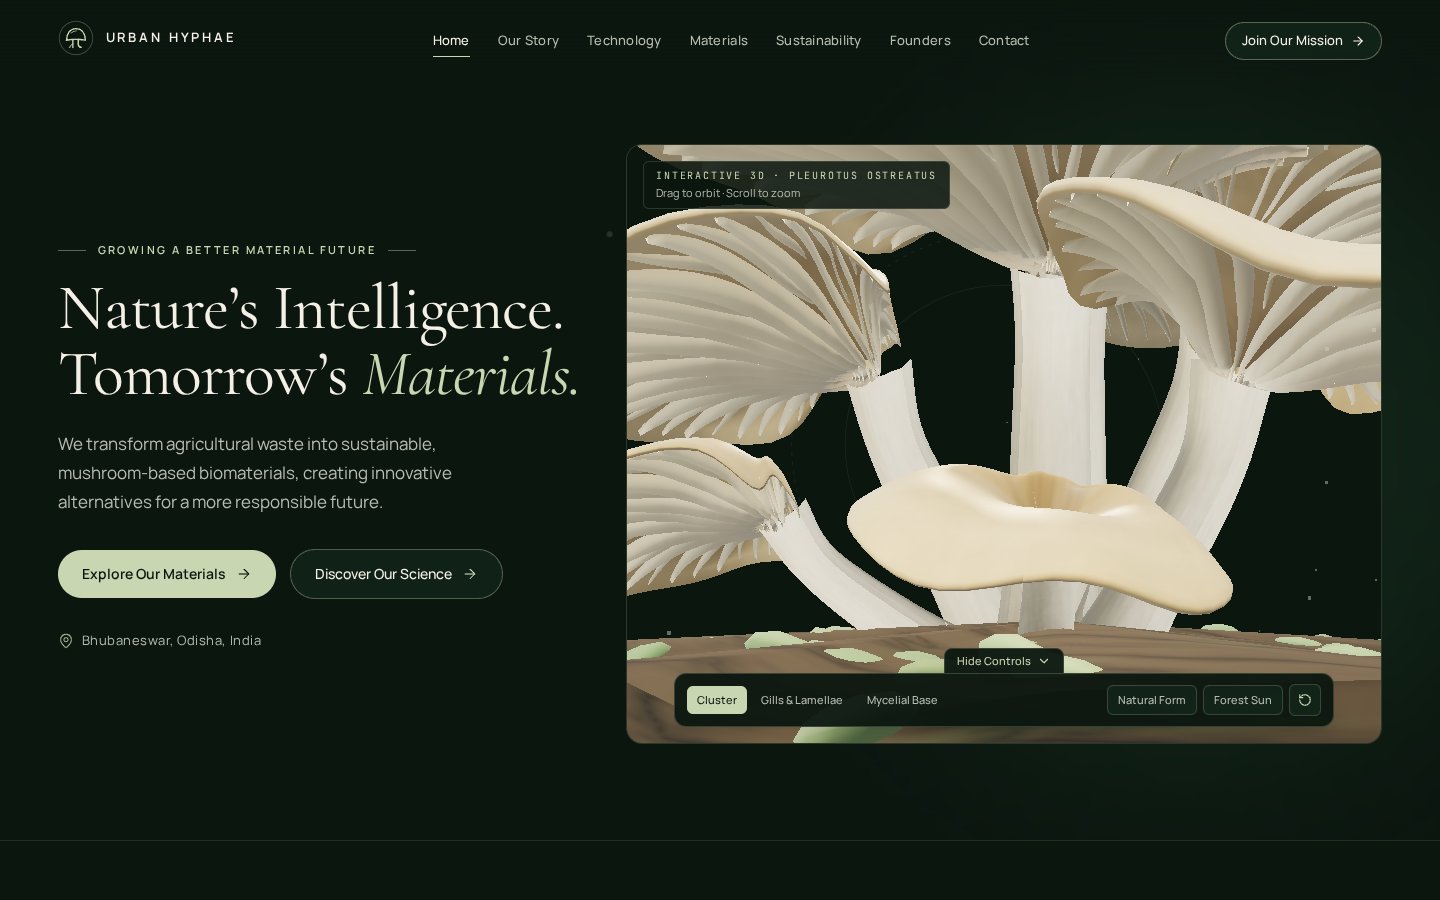 URBAN HYPHAE
Home
Our Story
Technology
Materials
Sustainability
Founders
Contact
Join Our Mission
GROWING A BETTER MATERIAL FUTURE
Nature’s Intelligence.
Tomorrow’s Materials.
We transform agricultural waste into sustainable,
mushroom-based biomaterials, creating innovative
alternatives for a more responsible future.
Explore Our Materials
Discover Our Science
Bhubaneswar, Odisha, India
INTERACTIVE 3D · PLEUROTUS OSTREATUS
Drag to orbit · Scroll to zoom
Hide Controls
Cluster
Gills & Lamellae
Mycelial Base
Natural Form
Forest Sun